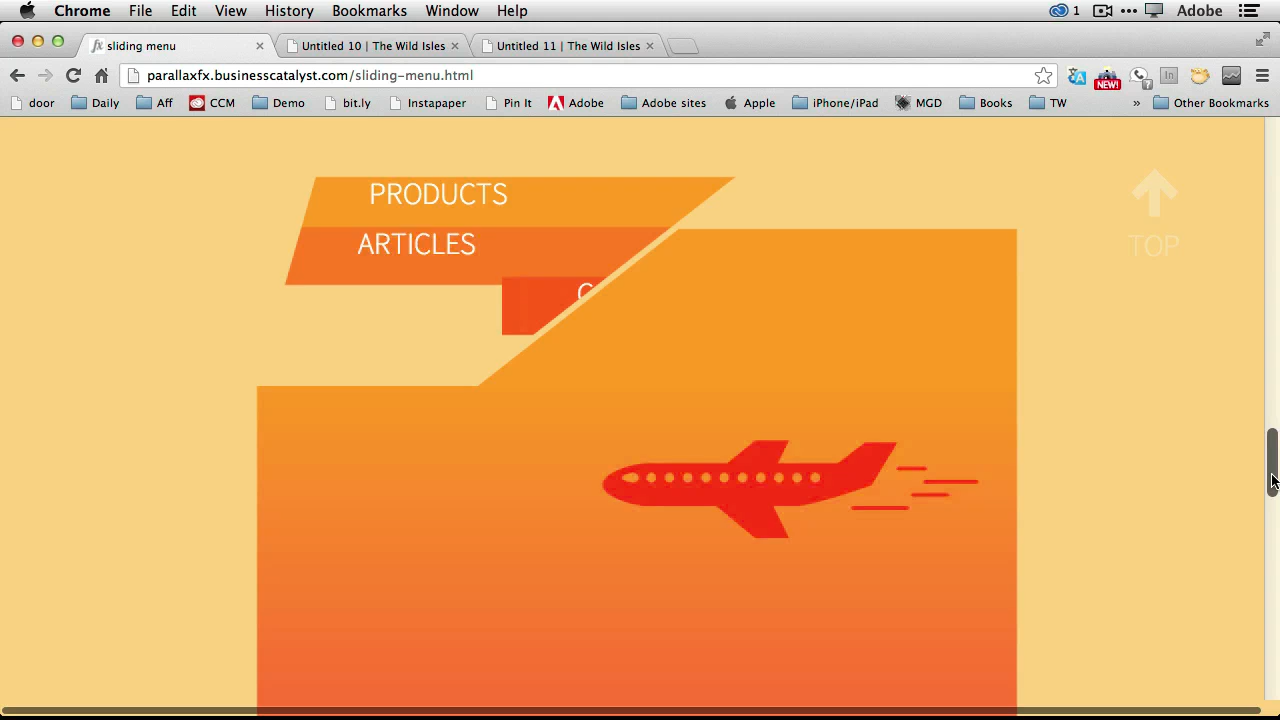 Chrome File Edit View History Bookmarks Window Help 1 Adobe
sliding menu Untitled 10 | The Wild Isles Untitled 11 | The Wild Isles
parallaxfx.businesscatalyst.com/sliding-menu.html NEW! In
door Daily Aff CCM Demo bit.ly Instapaper Pin It Adobe Adobe sites Apple iPhone/iPad MGD Books TW » Other Bookmarks
PRODUCTS
ARTICLES
TOP